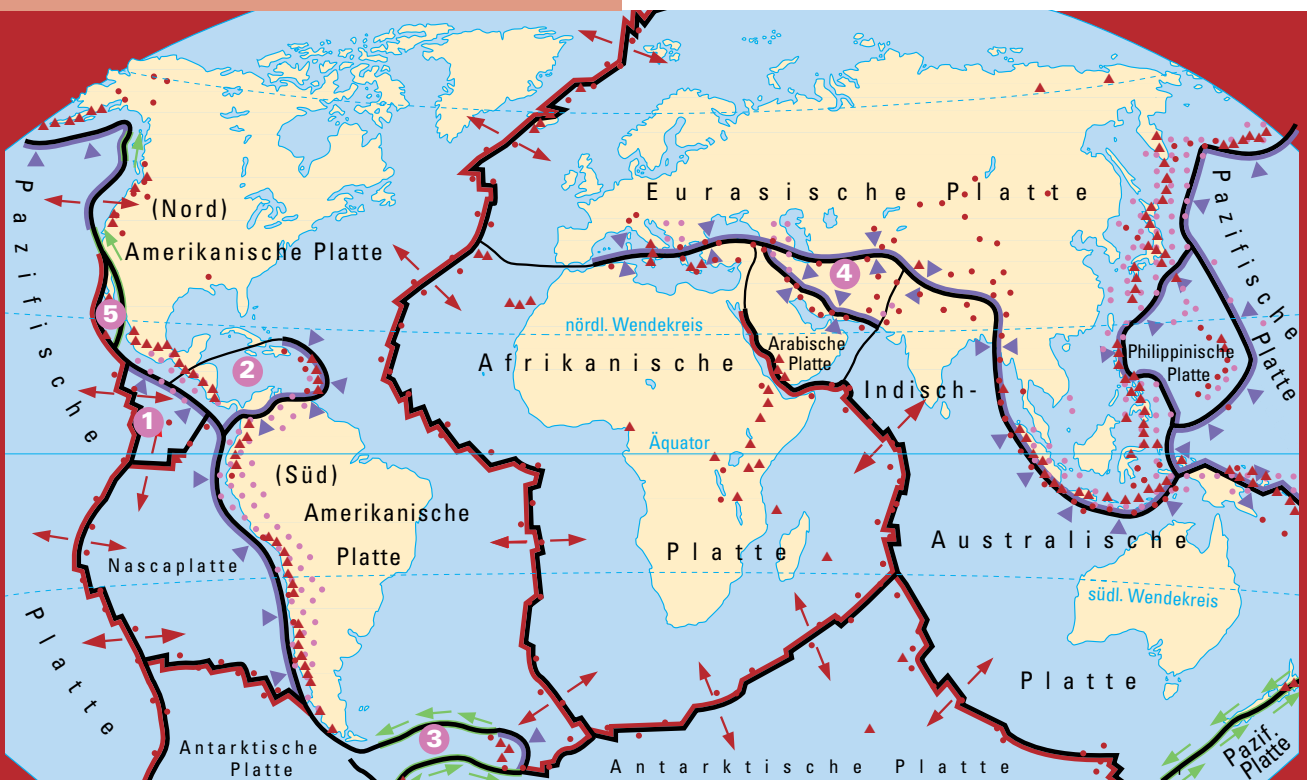 Eurasische Platte
Pazifische
Platte
(Nord)
Amerikanische Platte
5
4
nördl. Wendekreis
Arabische
Platte
Philippinische
Platte
Pazifische
Platte
2
Afrikanische
Platte
Indisch-
1
Äquator
(Süd)
Amerikanische
Platte
Nascaplatte
Australische
Platte
südl. Wendekreis
3
Antarktische
Platte
Antarktische Platte
Pazif.
Platte